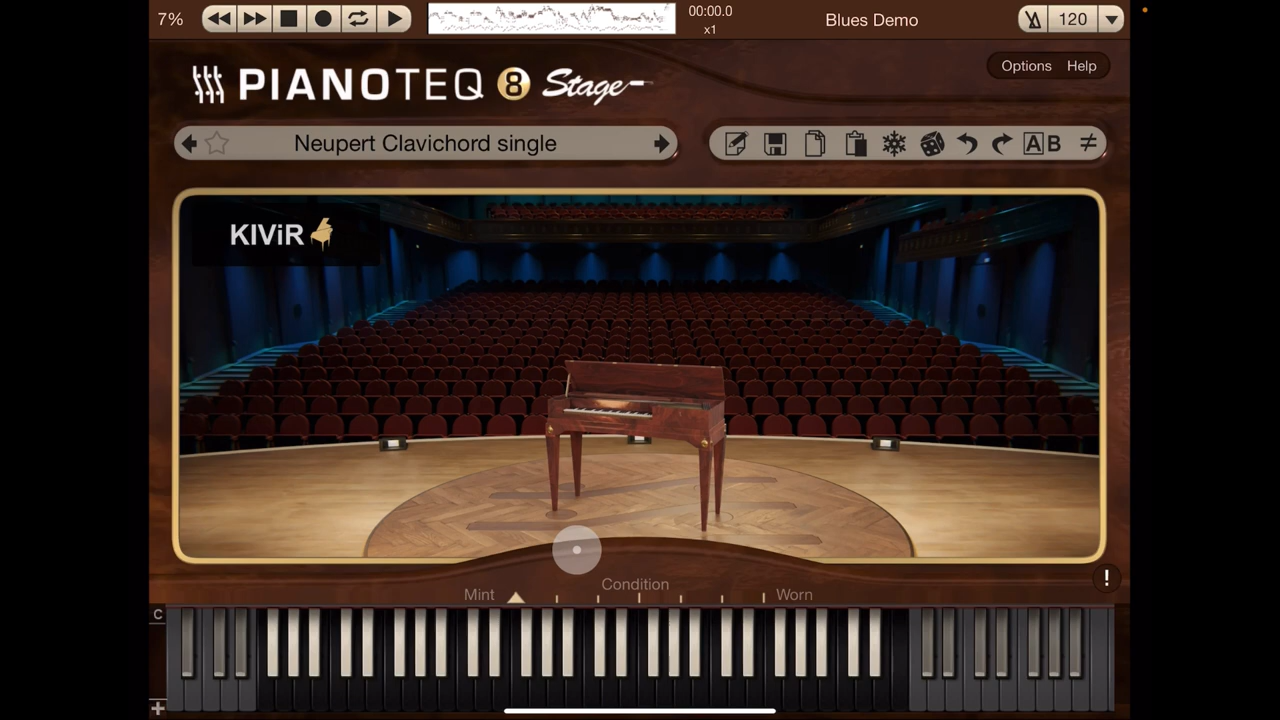 7%
00:00.0
x1
Blues Demo
120
Options Help
PIANOTEQ 8 Stage
Neupert Clavichord single
A B
KIViR
Mint Condition Worn
!
C